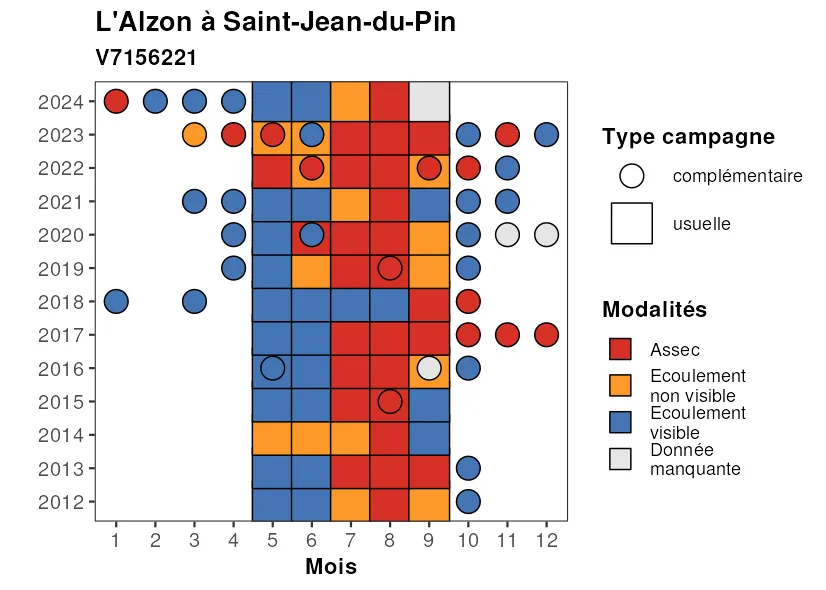 L'Alzon à Saint-Jean-du-Pin
V7156221
2024
2023
2022
2021
2020
2019
2018
2017
2016
2015
2014
2013
2012
1 2 3 4 5 6 7 8 9 10 11 12
Mois
Type campagne
complémentaire
usuelle
Modalités
Assec
Ecoulement
non visible
Ecoulement
visible
Donnée
manquante